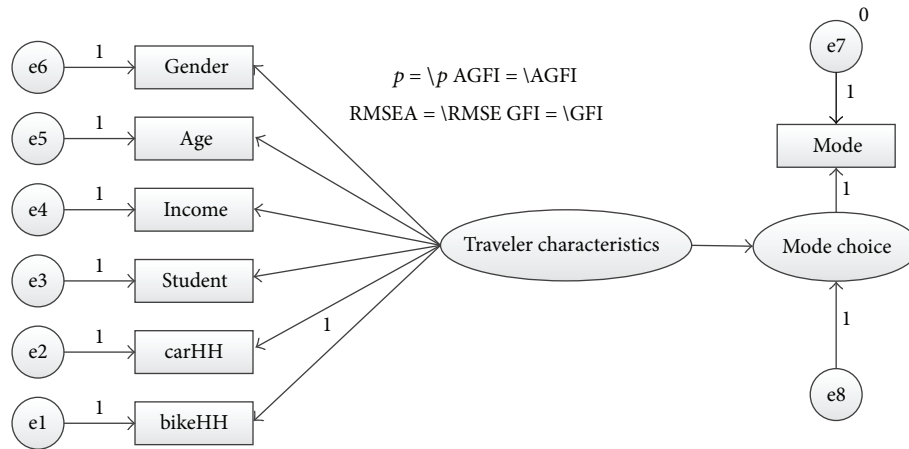 e6
1
Gender
e5
1
Age
e4
1
Income
e3
1
Student
e2
1
carHH
e1
1
bikeHH
p = \p AGFI = \AGFI
RMSEA = \RMSE GFI = \GFI
1
Traveler characteristics
0
e7
1
Mode
1
Mode choice
1
e8